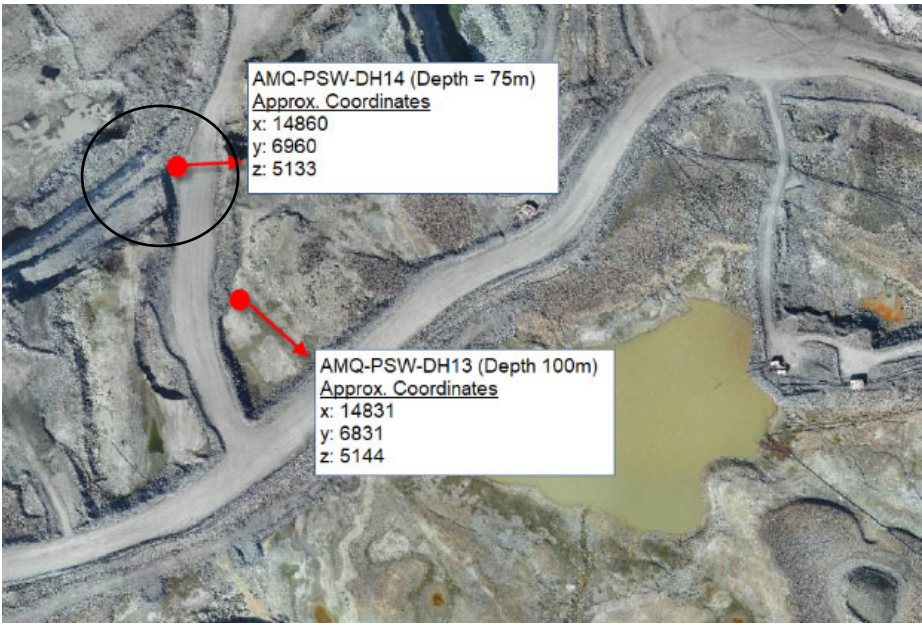 AMQ-PSW-DH14 (Depth = 75m)
Approx. Coordinates
x: 14860
y: 6960
z: 5133
AMQ-PSW-DH13 (Depth 100m)
Approx. Coordinates
x: 14831
y: 6831
z: 5144